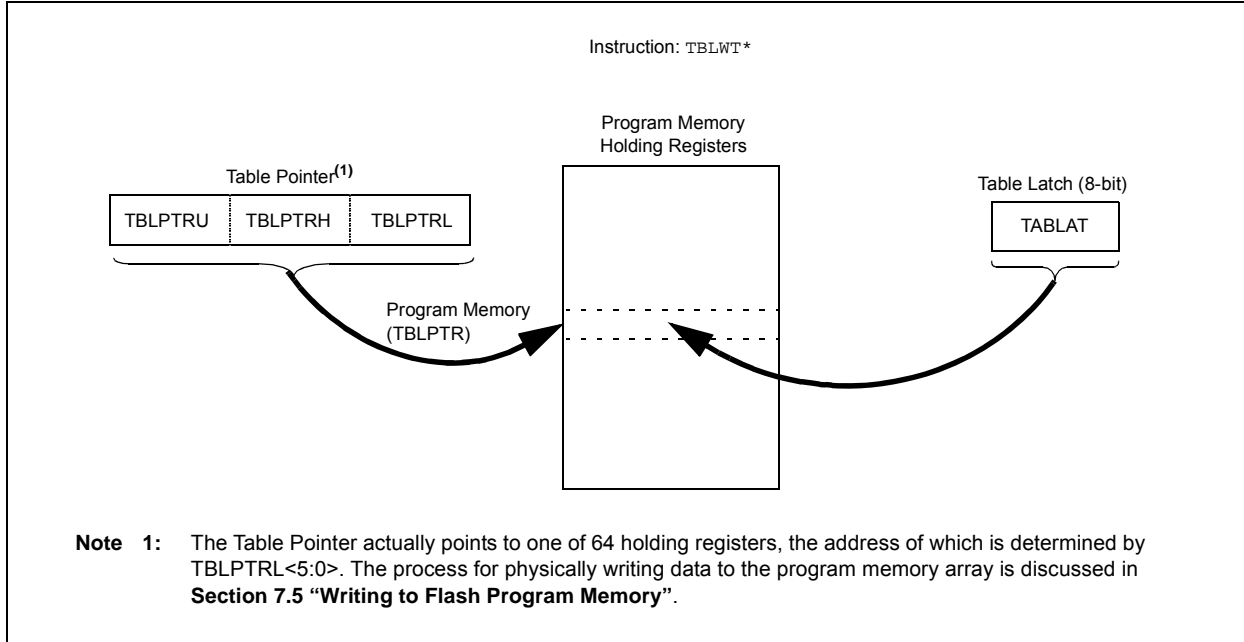 Instruction: TBLWT*
Program Memory
Holding Registers
Table Pointer(1)
Table Latch (8-bit)
TBLPTRU TBLPTRH TBLPTRL
TABLAT
Program Memory
(TBLPTR)
Note 1: The Table Pointer actually points to one of 64 holding registers, the address of which is determined by
TBLPTRL<5:0>. The process for physically writing data to the program memory array is discussed in
Section 7.5 “Writing to Flash Program Memory”.